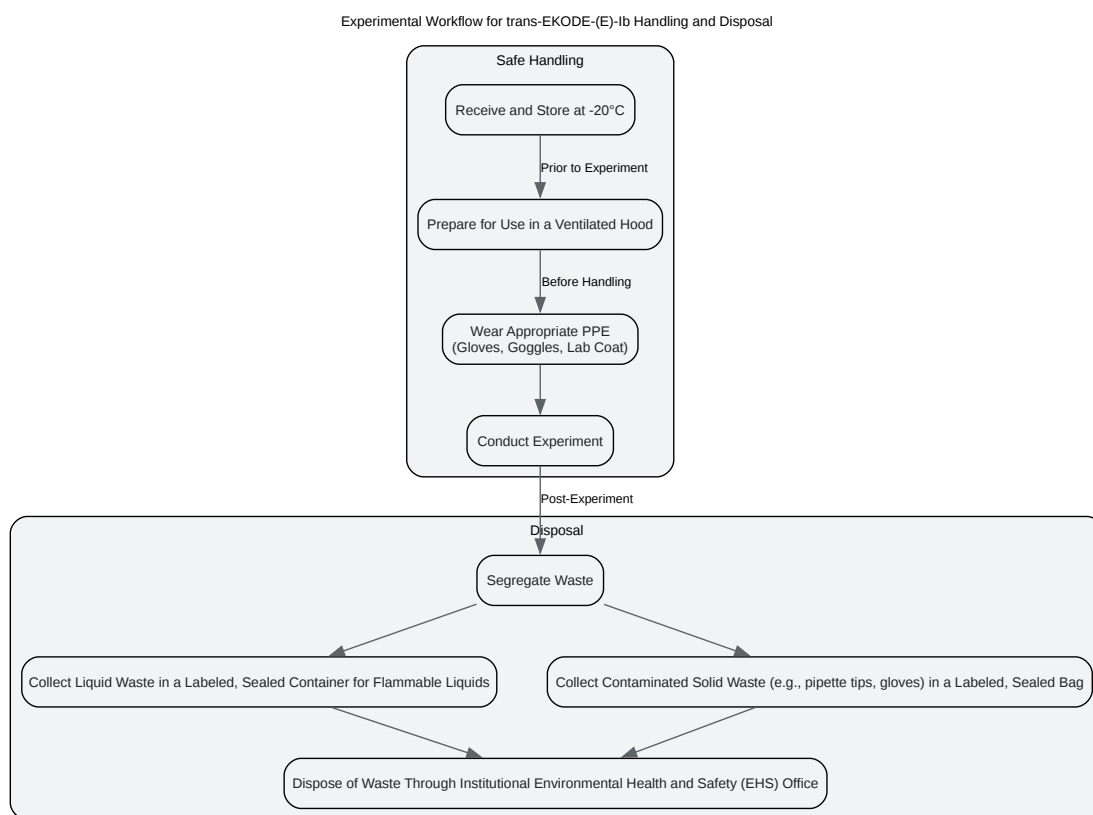 Experimental Workflow for trans-EKODE-(E)-Ib Handling and Disposal
Safe Handling
Receive and Store at -20°C
Prior to Experiment
Prepare for Use in a Ventilated Hood
Before Handling
Wear Appropriate PPE
(Gloves, Goggles, Lab Coat)
Conduct Experiment
Post-Experiment
Disposal
Segregate Waste
Collect Liquid Waste in a Labeled, Sealed Container for Flammable Liquids
Collect Contaminated Solid Waste (e.g., pipette tips, gloves) in a Labeled, Sealed Bag
Dispose of Waste Through Institutional Environmental Health and Safety (EHS) Office